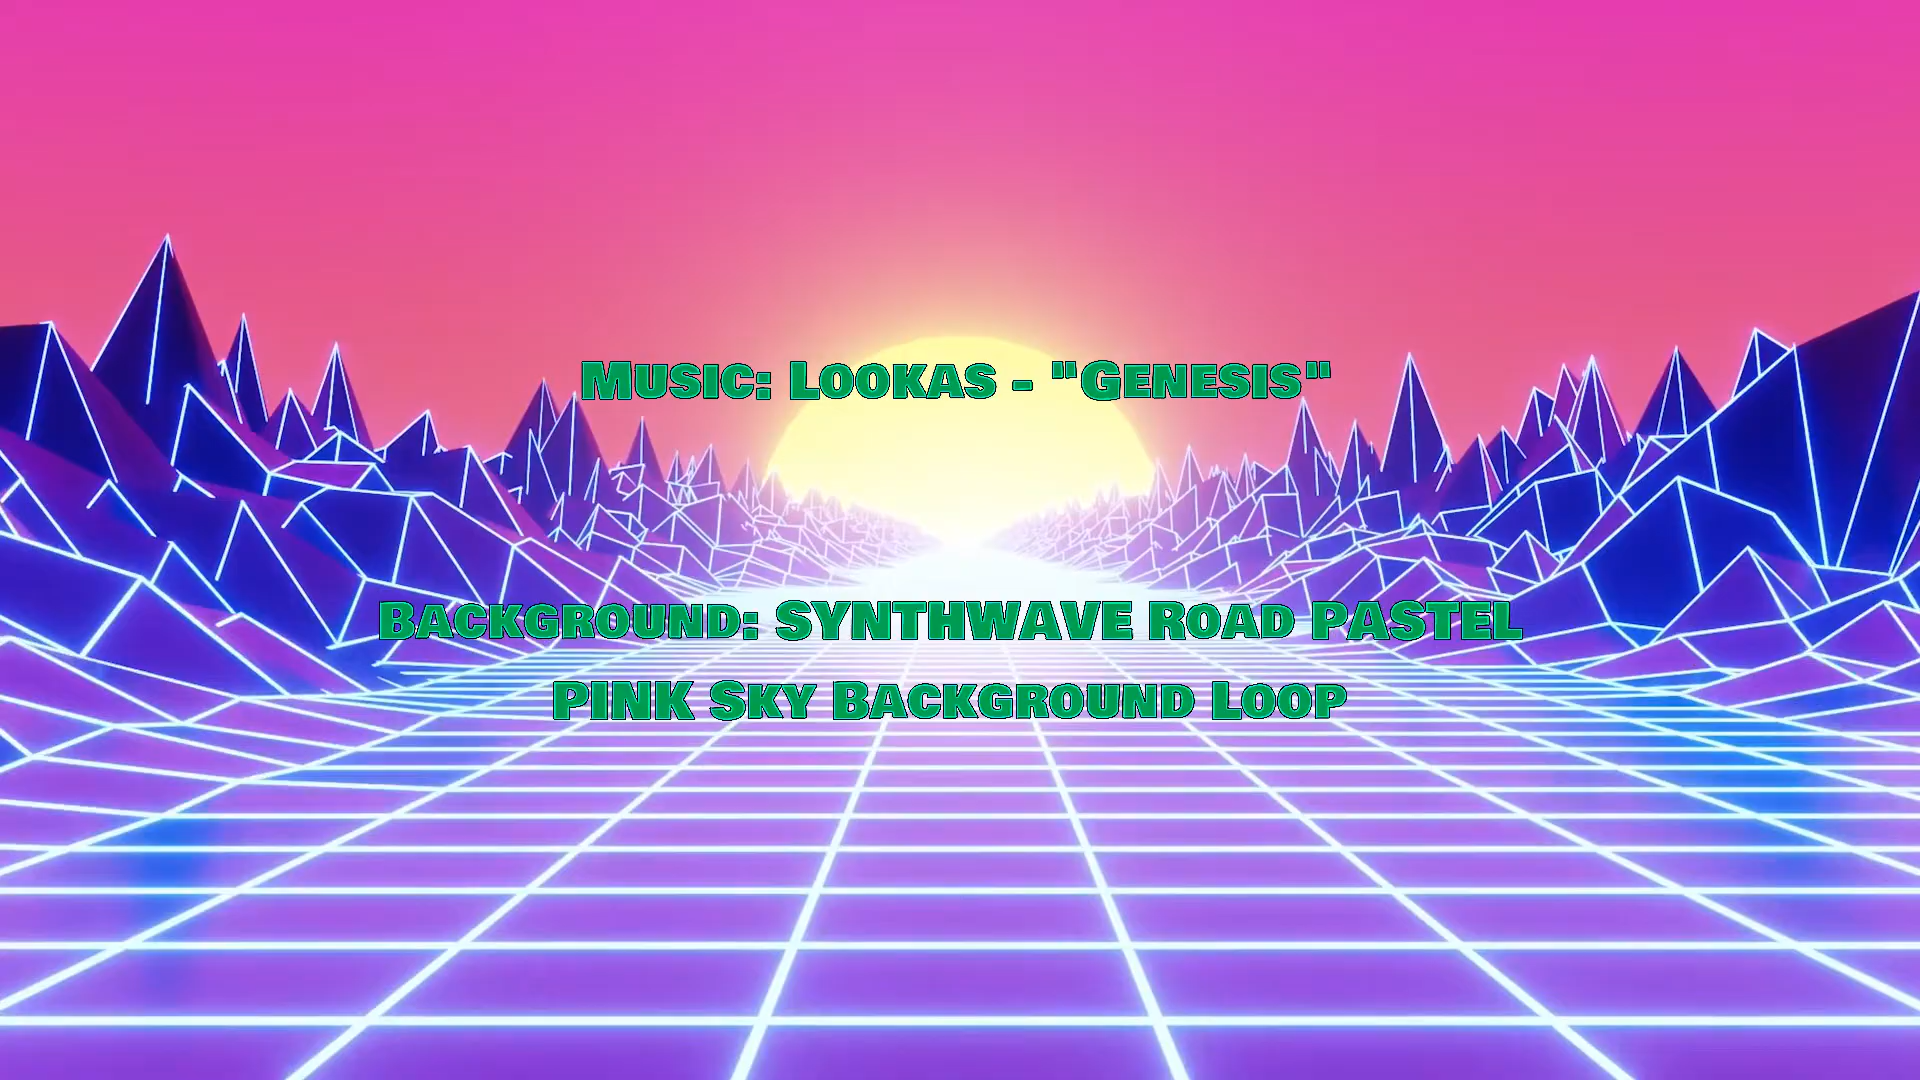 Music: Lookas - "Genesis"
Background: SYNTHWAVE Road PASTEL
PINK Sky Background Loop